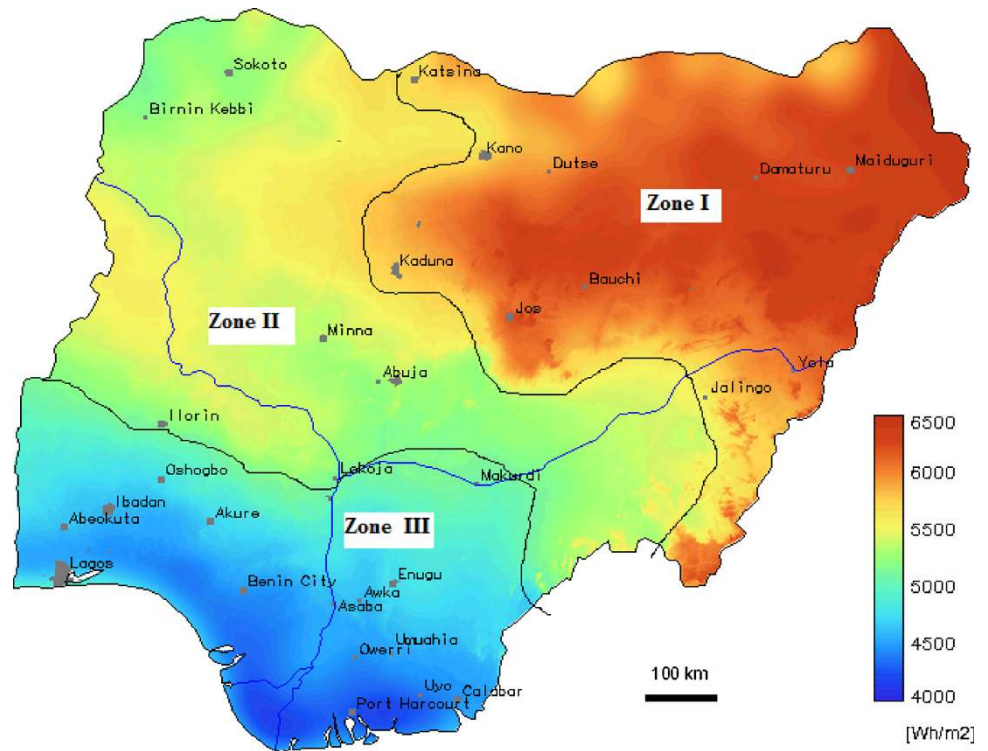 Sokoto
Katsina
Birnin Kebbi
Kano
Dutse
Damaturu
Maiduguri
Zone I
Kaduna
Bauchi
Jos
Zone II
Minna
Yola
Abuja
Jalingo
Ilorin
Oshogbo
Lokoja
Makurdi
Ibadan
Abeokuta
Akure
Zone III
Lagos
Benin City
Enugu
Awka
Asaba
Umuahia
Owerri
Uyo
Calabar
Port Harcourt
100 km
6500
6000
5500
5000
4500
4000
[Wh/m2]